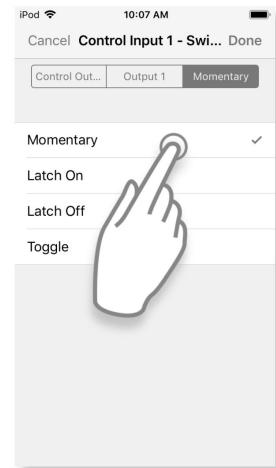 iPod 10:07 AM
Cancel Control Input 1 - Swi... Done
Control Out... Output 1 Momentary
Momentary
Latch On
Latch Off
Toggle